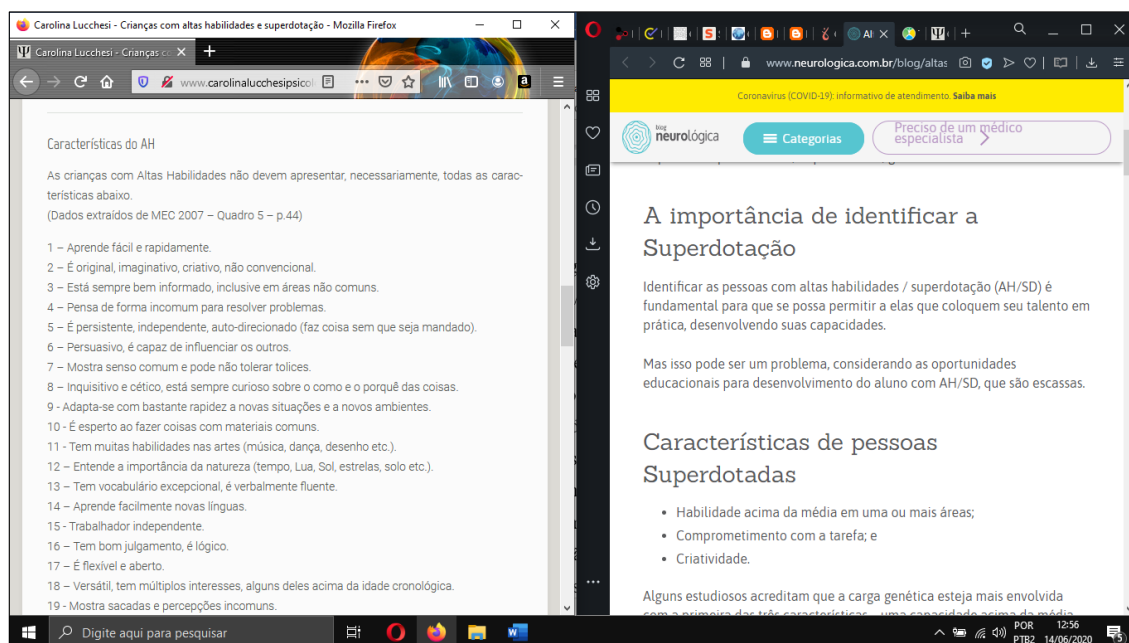 Carolina Lucchesi - Crianças com altas habilidades e superdotação - Mozilla Firefox
Carolina Lucchesi - Crianças co
www.carolinalucchesipsicol
Características do AH
As crianças com Altas Habilidades não devem apresentar, necessariamente, todas as carac-
terísticas abaixo.
(Dados extraídos de MEC 2007 – Quadro 5 – p.44)
1 – Aprende fácil e rapidamente.
2 – É original, imaginativo, criativo, não convencional.
3 – Está sempre bem informado, inclusive em áreas não comuns.
4 – Pensa de forma incomum para resolver problemas.
5 – É persistente, independente, auto-direcionado (faz coisa sem que seja mandado).
6 – Persuasivo, é capaz de influenciar os outros.
7 – Mostra senso comum e pode não tolerar tolices.
8 – Inquisitivo e cético, está sempre curioso sobre o como e o porquê das coisas.
9 - Adapta-se com bastante rapidez a novas situações e a novos ambientes.
10 - É esperto ao fazer coisas com materiais comuns.
11 - Tem muitas habilidades nas artes (música, dança, desenho etc.).
12 – Entende a importância da natureza (tempo, Lua, Sol, estrelas, solo etc.).
13 – Tem vocabulário excepcional, é verbalmente fluente.
14 – Aprende facilmente novas línguas.
15 - Trabalhador independente.
16 – Tem bom julgamento, é lógico.
17 – É flexível e aberto.
18 – Versátil, tem múltiplos interesses, alguns deles acima da idade cronológica.
19 - Mostra sacadas e percepções incomuns.
www.neurologica.com.br/blog/altas
Coronavírus (COVID-19): informativo de atendimento. Saiba mais
blog
neurológica
Categorias
Preciso de um médico
especialista
A importância de identificar a
Superdotação
Identificar as pessoas com altas habilidades / superdotação (AH/SD) é
fundamental para que se possa permitir a elas que coloquem seu talento em
prática, desenvolvendo suas capacidades.
Mas isso pode ser um problema, considerando as oportunidades
educacionais para desenvolvimento do aluno com AH/SD, que são escassas.
Características de pessoas
Superdotadas
• Habilidade acima da média em uma ou mais áreas;
• Comprometimento com a tarefa; e
• Criatividade.
Alguns estudiosos acreditam que a carga genética esteja mais envolvida
com a primeira das três características – uma capacidade acima da média
Digite aqui para pesquisar
POR
PTB2
12:56
14/06/2020